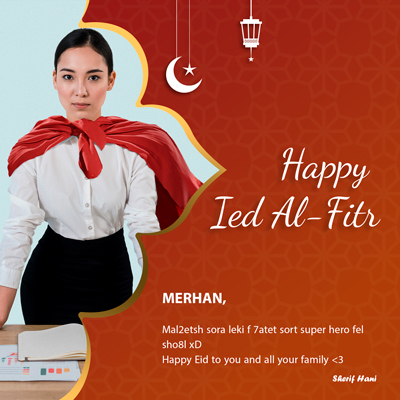 Happy
Ied Al-Fitr
MERHAN,
Mal2etsh sora leki f 7atet sort super hero fel
sho8l xD
Happy Eid to you and all your family <3
Sherif Hani